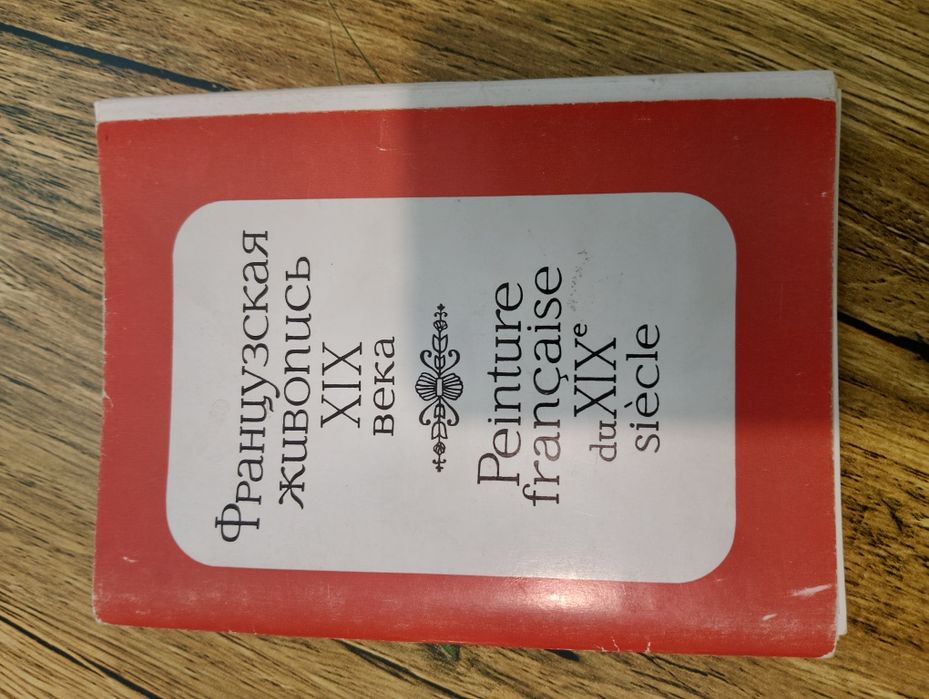 Французская
живопись
XIX
века
Peinture
française
du XIXe
siècle